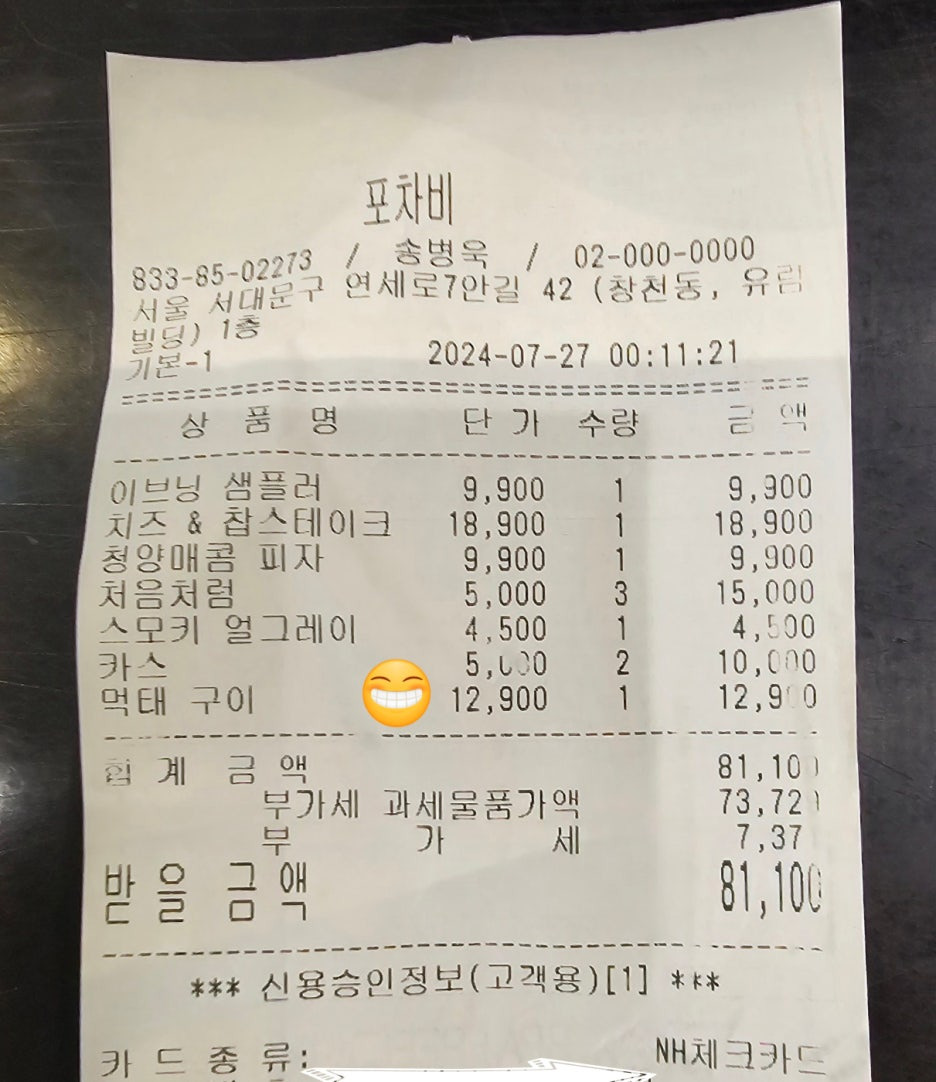 포차비
833-85-02273 / 송병욱 / 02-000-0000
서울 서대문구 연세로7안길 42 (창천동, 유림
빌딩) 1층
기본-1 2024-07-27 00:11:21
상 품 명 단 가 수량 금 액
이브닝 샘플러 9,900 1 9,900
치즈 & 찹스테이크 18,900 1 18,900
청양매콤 피자 9,900 1 9,900
처음처럼 5,000 3 15,000
스모키 얼그레이 4,500 1 4,500
카스 5,000 2 10,000
먹태 구이 12,900 1 12,900
합 계 금 액 81,100
부가세 과세물품가액
부 가 세
받 을 금 액 81,100
*** 신용승인정보(고객용)[1] ***
카 드 종 류: NH체크카드